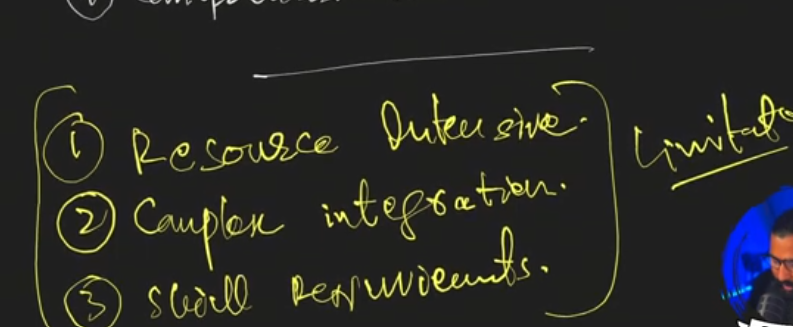 ① Resource Intensive.
② Complex integration.
③ Skill Requirements.
Limitat